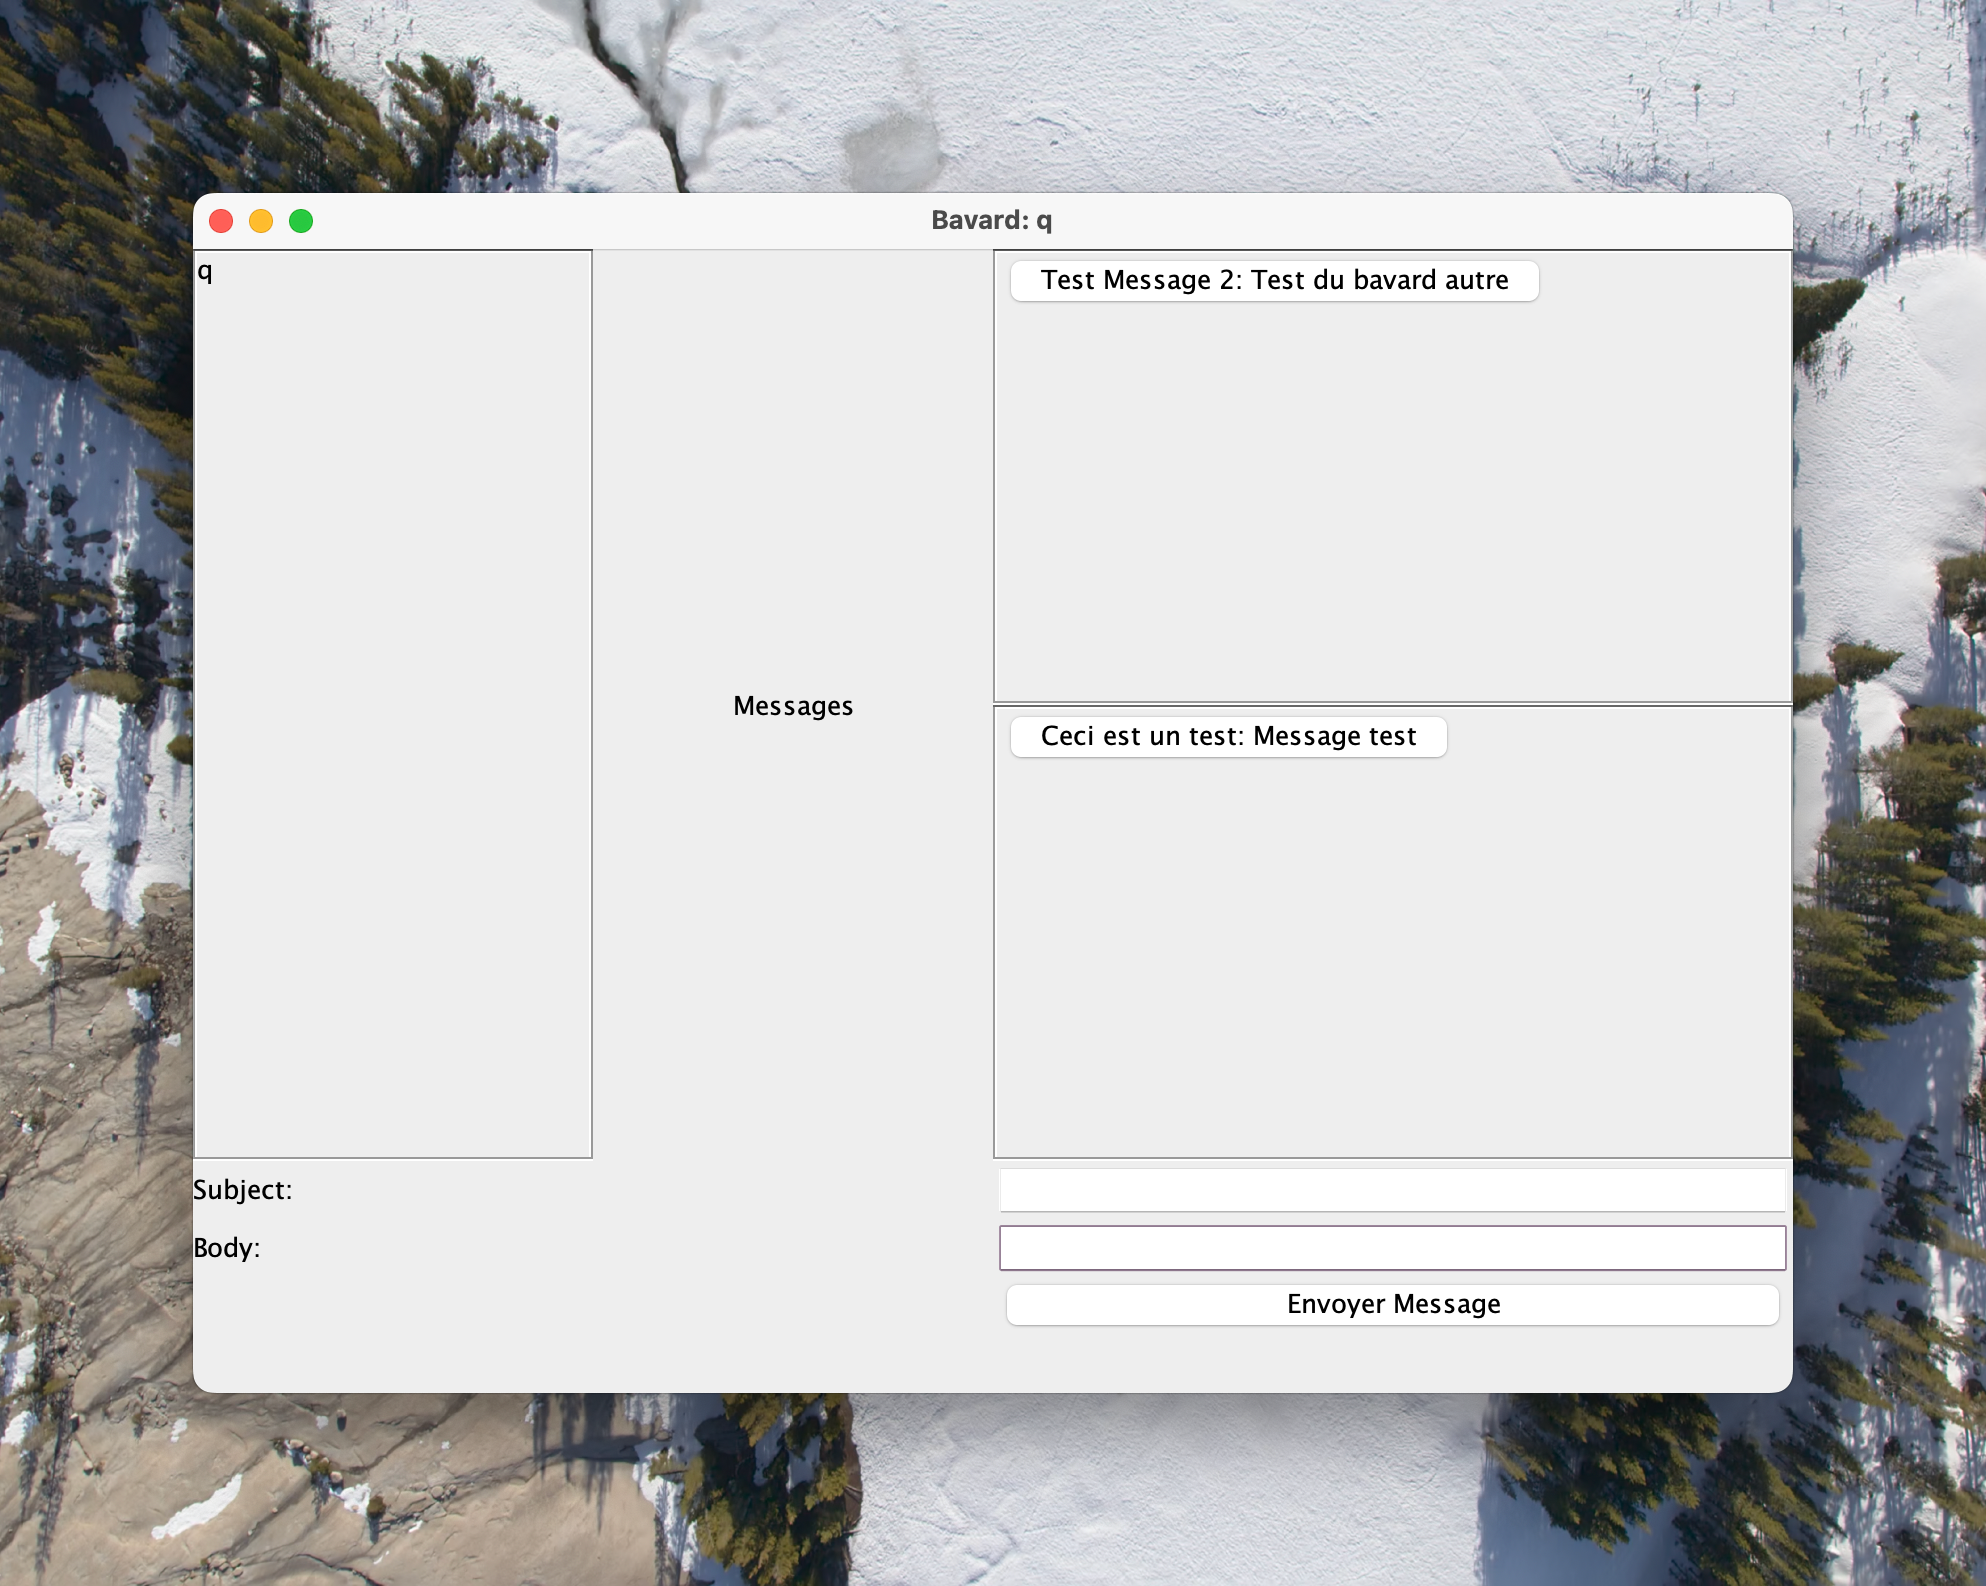 Bavard: q
q
Test Message 2: Test du bavard autre
Messages
Ceci est un test: Message test
Subject:
Body:
Envoyer Message